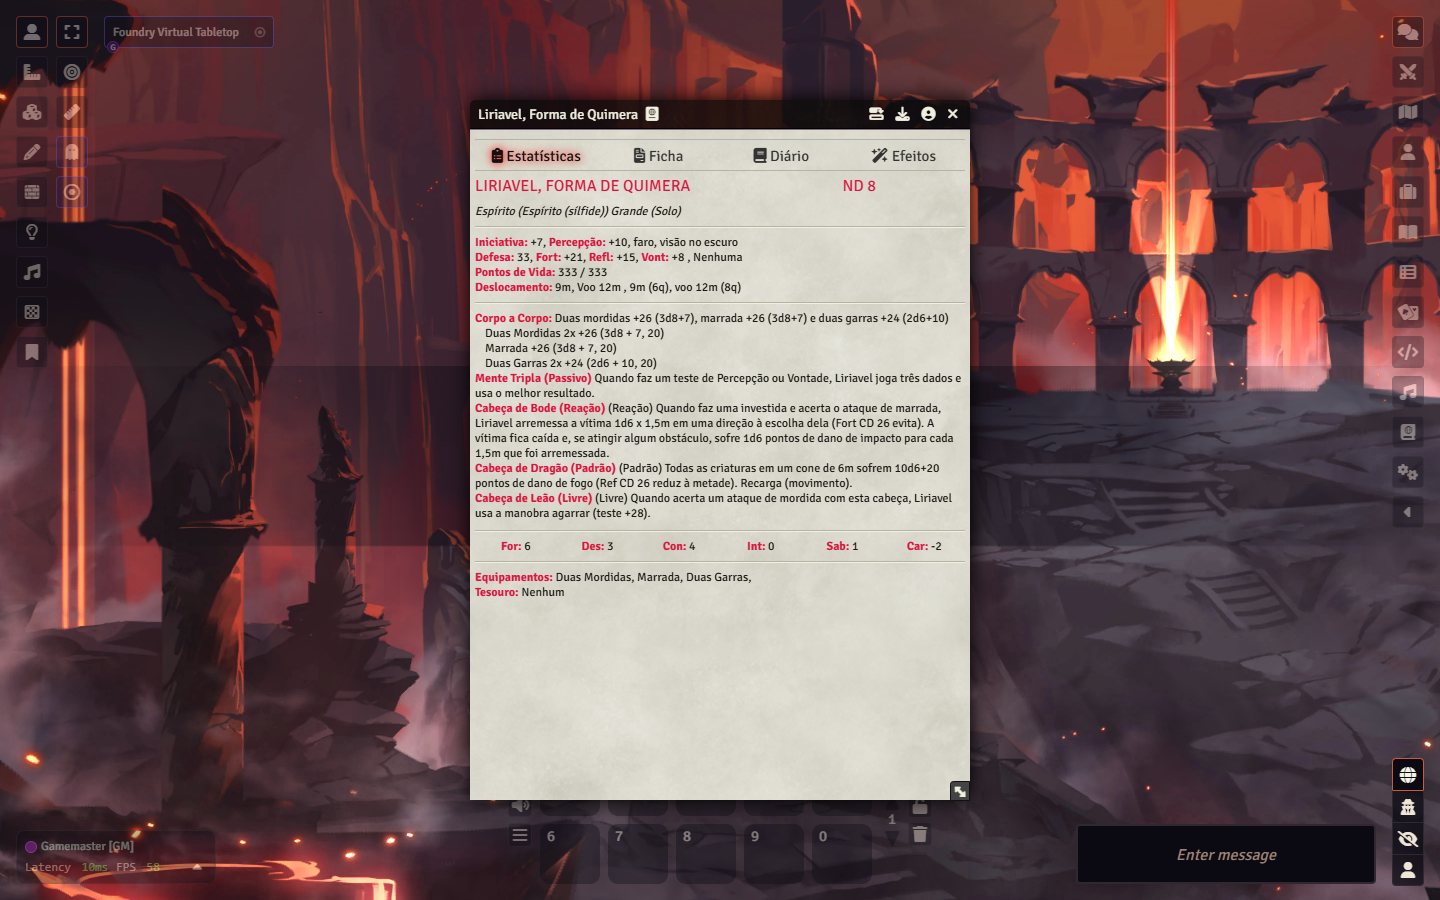 Foundry Virtual Tabletop
G
Liriavel, Forma de Quimera
Estatísticas
Ficha
Diário
Efeitos
LIRIAVEL, FORMA DE QUIMERA
ND 8
Espírito (Espírito (sílfide)) Grande (Solo)
Iniciativa: +7, Percepção: +10, faro, visão no escuro
Defesa: 33, Fort: +21, Refl: +15, Vont: +8 , Nenhuma
Pontos de Vida: 333 / 333
Deslocamento: 9m, Voo 12m , 9m (6q), voo 12m (8q)
Corpo a Corpo: Duas mordidas +26 (3d8+7), marrada +26 (3d8+7) e duas garras +24 (2d6+10)
Duas Mordidas 2x +26 (3d8 + 7, 20)
Marrada +26 (3d8 + 7, 20)
Duas Garras 2x +24 (2d6 + 10, 20)
Mente Tripla (Passivo) Quando faz um teste de Percepção ou Vontade, Liriavel joga três dados e
usa o melhor resultado.
Cabeça de Bode (Reação) (Reação) Quando faz uma investida e acerta o ataque de marrada,
Liriavel arremessa a vítima 1d6 x 1,5m em uma direção à escolha dela (Fort CD 26 evita). A
vítima fica caída e, se atingir algum obstáculo, sofre 1d6 pontos de dano de impacto para cada
1,5m que foi arremessada.
Cabeça de Dragão (Padrão) (Padrão) Todas as criaturas em um cone de 6m sofrem 10d6+20
pontos de dano de fogo (Ref CD 26 reduz à metade). Recarga (movimento).
Cabeça de Leão (Livre) (Livre) Quando acerta um ataque de mordida com esta cabeça, Liriavel
usa a manobra agarrar (teste +28).
For: 6
Des: 3
Con: 4
Int: 0
Sab: 1
Car: -2
Equipamentos: Duas Mordidas, Marrada, Duas Garras,
Tesouro: Nenhum
1
6
7
8
9
0
Gamemaster [GM]
Latency 10ms FPS 58
Enter message